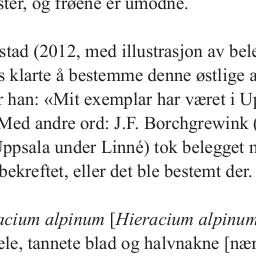 ster, og frøene er umodne.
stad (2012, med illustrasjon av bele
s klarte å bestemme denne østlige a
r han: «Mit exemplar har været i Up
Med andre ord: J.F. Borchgrewink (
Uppsala under Linné) tok belegget m
bekreftet, eller det ble bestemt der.
acium alpinum [Hieracium alpinum
ele, tannete blad og halvnakne [nær